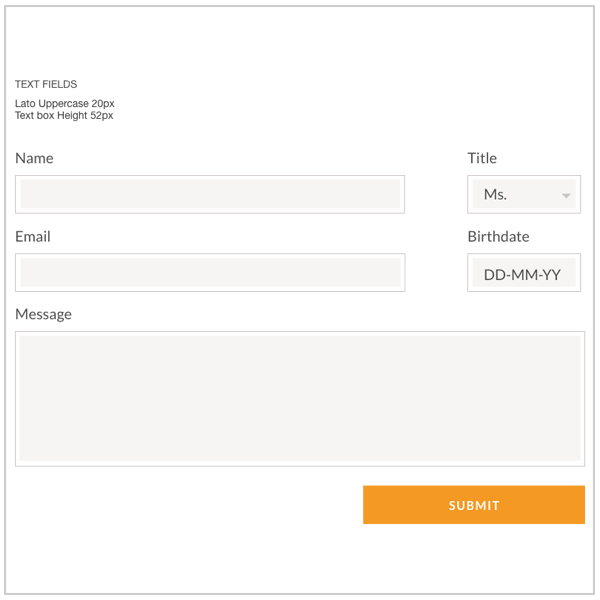 TEXT FIELDS
Lato Uppercase 20px
Text box Height 52px
Name
Title
Ms.
Email
Birthdate
DD-MM-YY
Message
SUBMIT